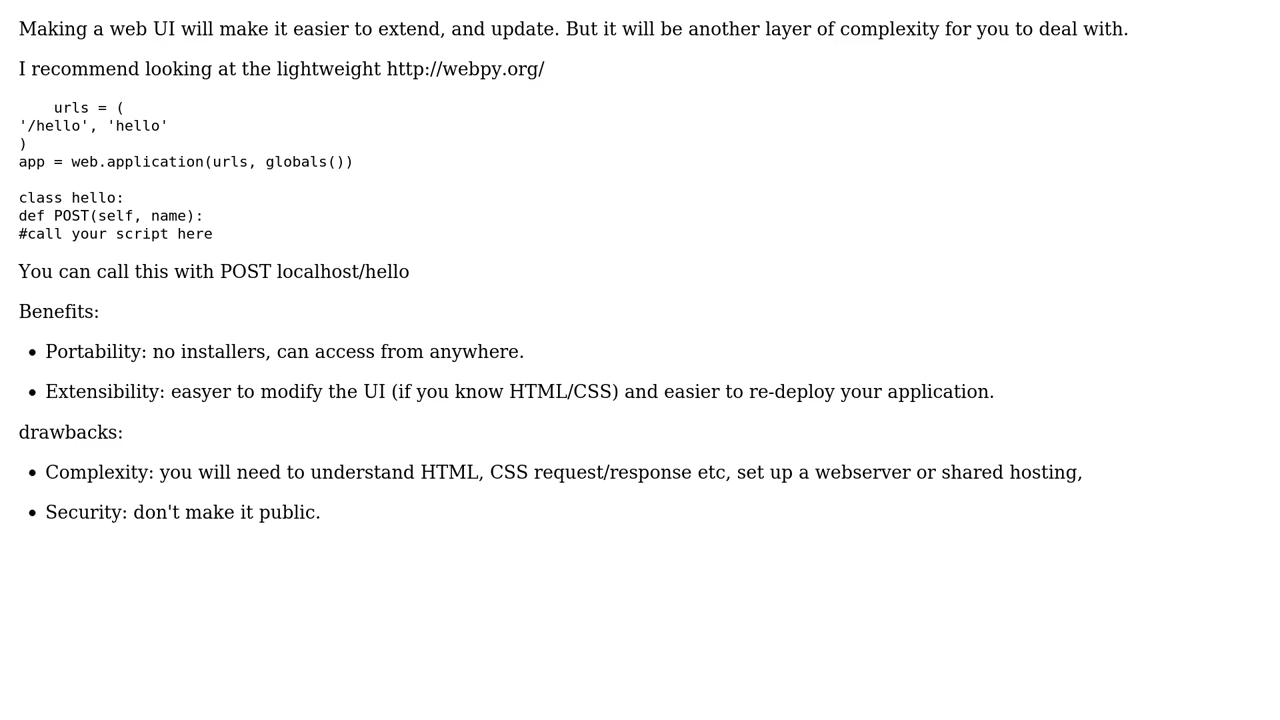 Making a web UI will make it easier to extend, and update. But it will be another layer of complexity for you to deal with.
I recommend looking at the lightweight http://webpy.org/
    urls = (
'/hello', 'hello'
)
app = web.application(urls, globals())
class hello:
def POST(self, name):
#call your script here
You can call this with POST localhost/hello
Benefits:
• Portability: no installers, can access from anywhere.
• Extensibility: easyer to modify the UI (if you know HTML/CSS) and easier to re-deploy your application.
drawbacks:
• Complexity: you will need to understand HTML, CSS request/response etc, set up a webserver or shared hosting,
• Security: don't make it public.